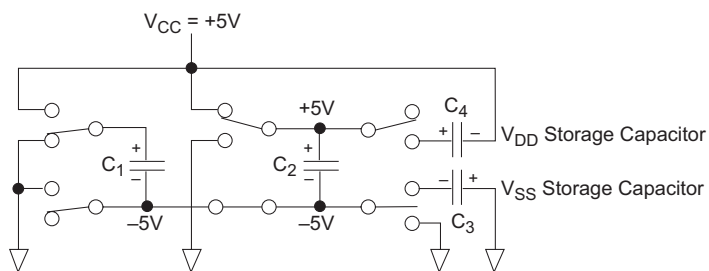 V_CC = +5V
+5V
C_4
+ −
V_DD Storage Capacitor
+
C_1
−
+
C_2
−
− +
V_SS Storage Capacitor
C_3
–5V
–5V